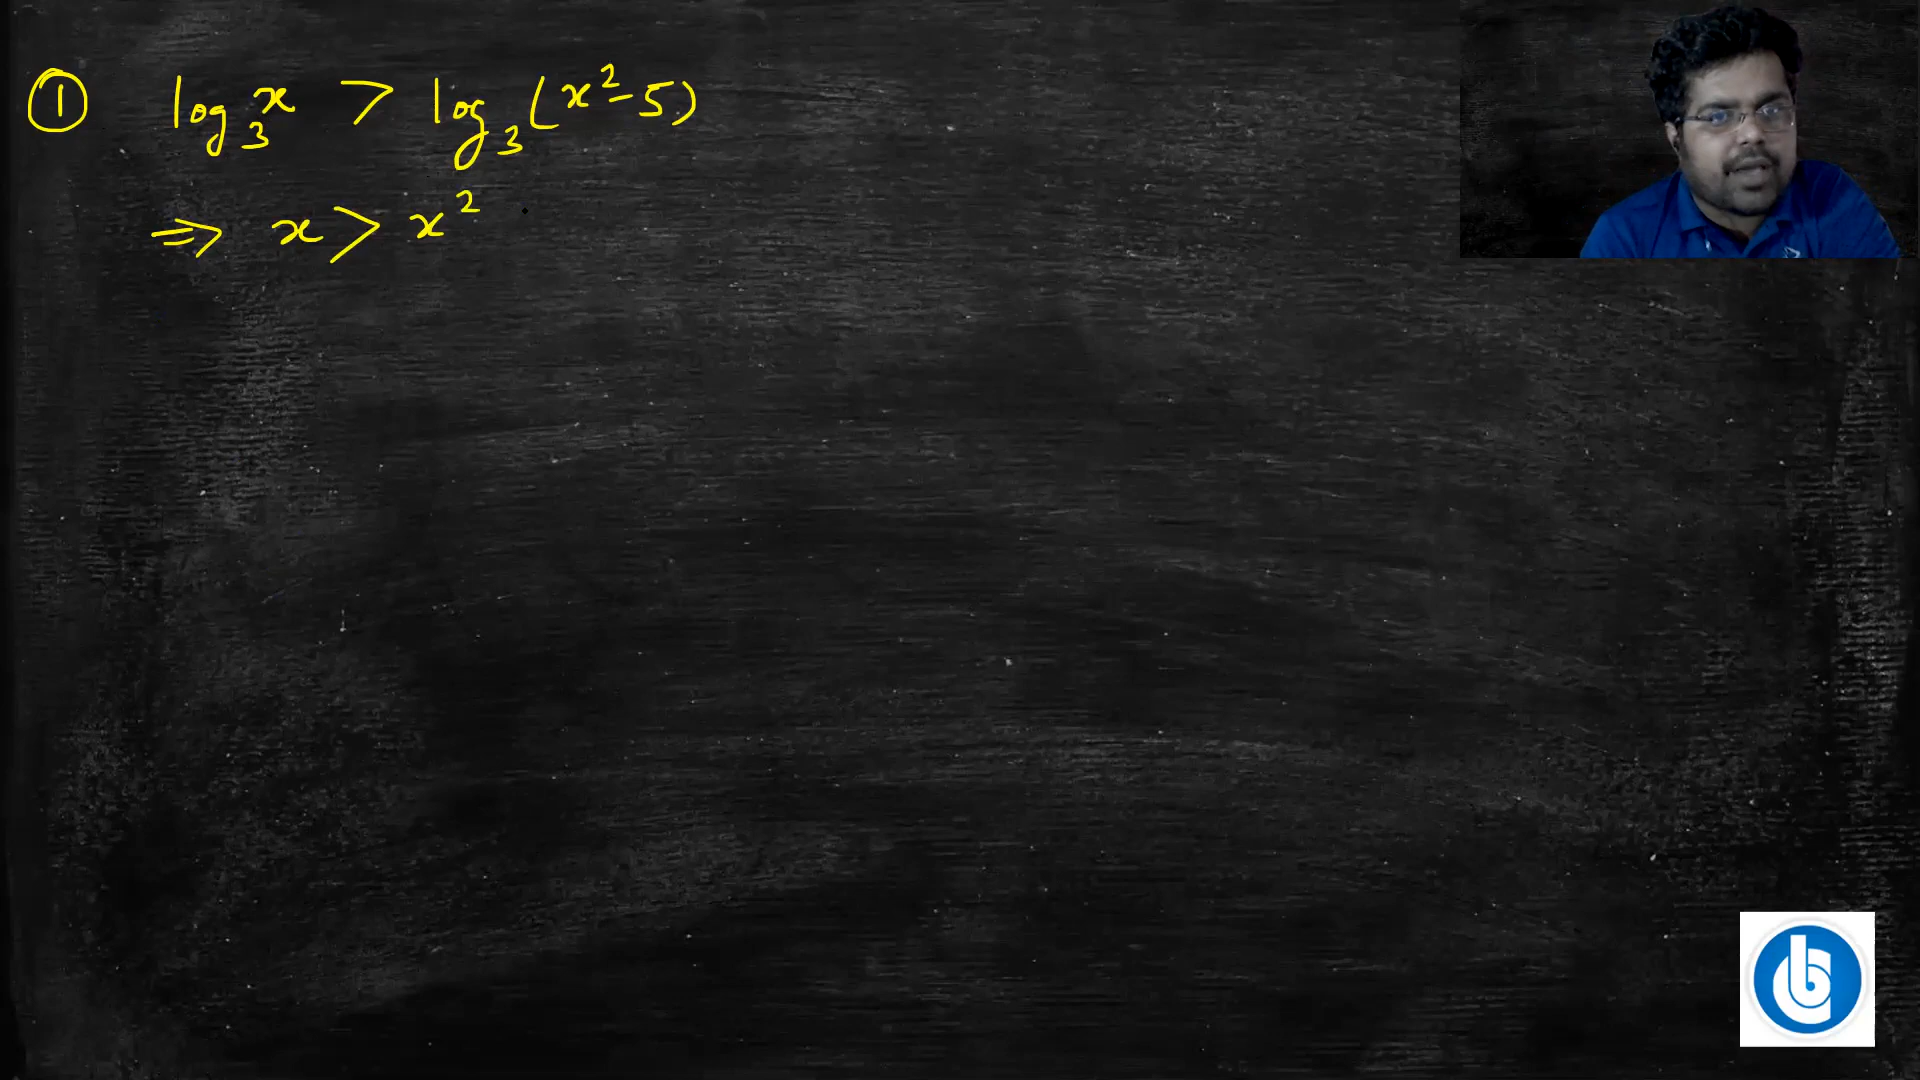 ① log₃x > log₃(x²-5)
⇒ x > x²